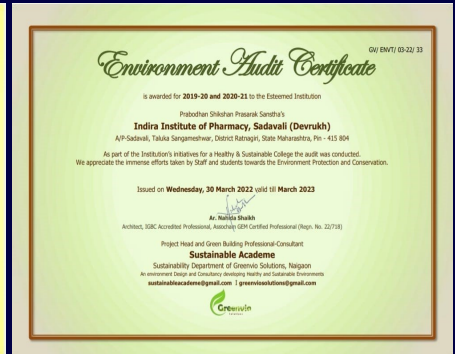 GV/ ENVT/ 03-22/ 33
Environment Audit Certificate
is awarded for 2019-20 and 2020-21 to the Esteemed Institution
Prabodhan Shikshan Prasarak Sanstha's
Indira Institute of Pharmacy, Sadavali (Devrukh)
A/P-Sadavali, Taluka Sangameshwar, District Ratnagiri, State Maharashtra, Pin - 415 804
As part of the Institution's initiatives for a Healthy & Sustainable College the audit was conducted.
We appreciate the immense efforts taken by Staff and students towards the Environment Protection and Conservation.
Issued on Wednesday, 30 March 2022 valid till March 2023
Ar. Nahida Shaikh
Architect, IGBC Accredited Professional, Assocham GEM Certified Professional (Regn. No. 22/718)
Project Head and Green Building Professional-Consultant
Sustainable Academe
Sustainability Department of Greenvio Solutions, Naigaon
An environment Design and Consultancy developing Healthy and Sustainable Environments
sustainableacademe@gmail.com | greenviosolutions@gmail.com
Greenvio